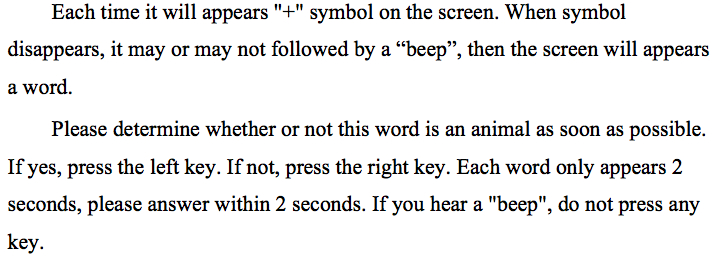 Each time it will appears "+" symbol on the screen. When symbol
disappears, it may or may not followed by a “beep”, then the screen will appears
a word.
Please determine whether or not this word is an animal as soon as possible.
If yes, press the left key. If not, press the right key. Each word only appears 2
seconds, please answer within 2 seconds. If you hear a "beep", do not press any
key.